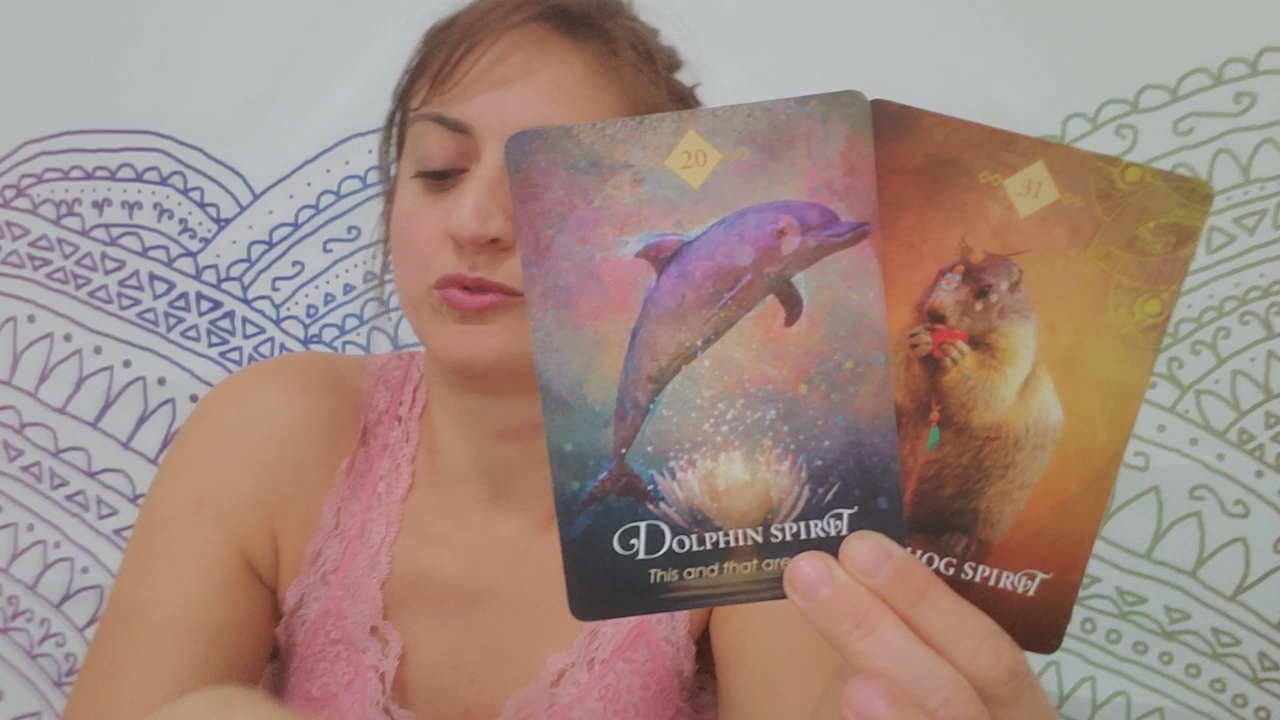 20
DOLPHIN SPIRIT
This and that are
31
HOG SPIRIT